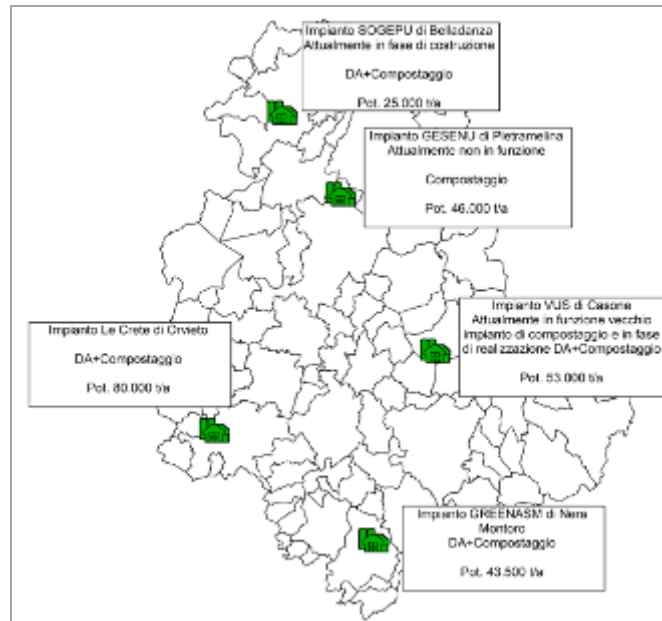 Impianto SOGEPU di Belladanza
Attualmente in fase di costruzione
DA+Compostaggio
Pot. 25.000 t/a
Impianto GESENU di Pietramelina
Attualmente non in funzione
Compostaggio
Pot. 46.000 t/a
Impianto VUS di Casone
Attualmente in funzione vecchio
impianto di compostaggio e in fase
di realizzazione DA+Compostaggio
Pot. 53.000 t/a
Impianto Le Crete di Orvieto
DA+Compostaggio
Pot. 80.000 t/a
Impianto GREENASM di Nera
Montoro
DA+Compostaggio
Pot. 43.500 t/a